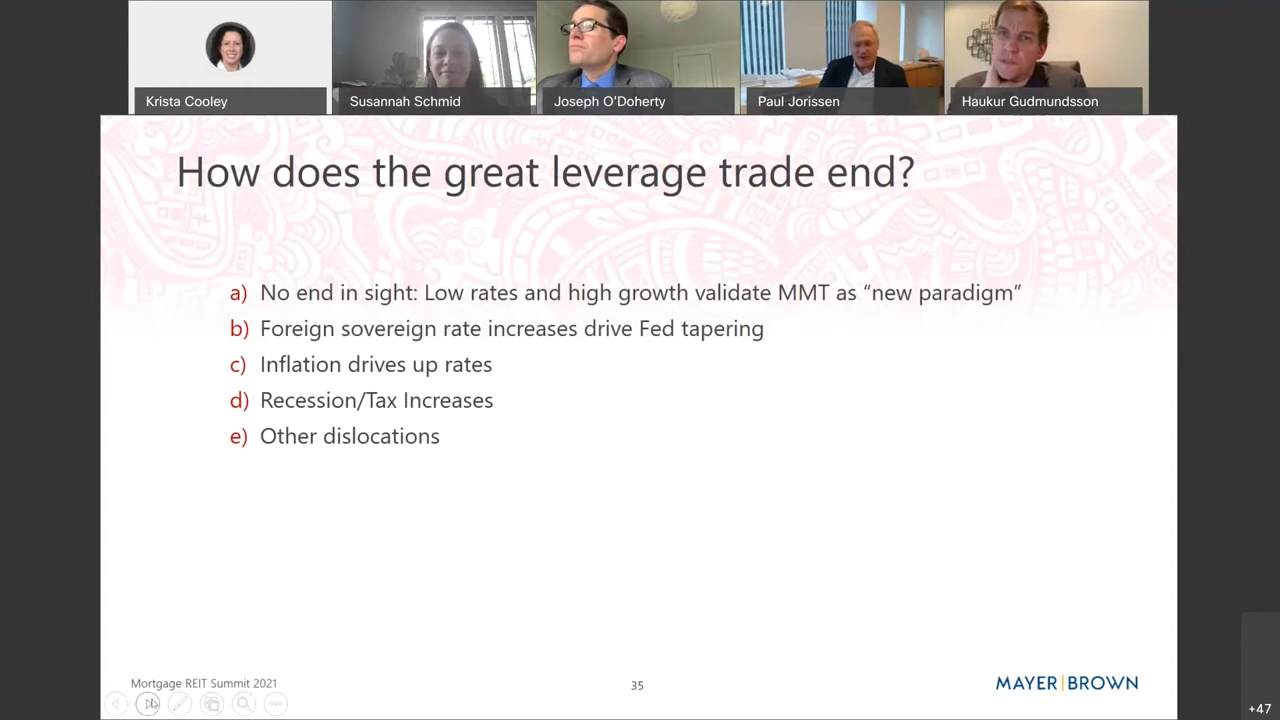 Krista Cooley
Susannah Schmid
Joseph O'Doherty
Paul Jorissen
Haukur Gudmundsson
How does the great leverage trade end?
a) No end in sight: Low rates and high growth validate MMT as “new paradigm”
b) Foreign sovereign rate increases drive Fed tapering
c) Inflation drives up rates
d) Recession/Tax Increases
e) Other dislocations
Mortgage REIT Summit 2021
35
MAYER|BROWN
+47